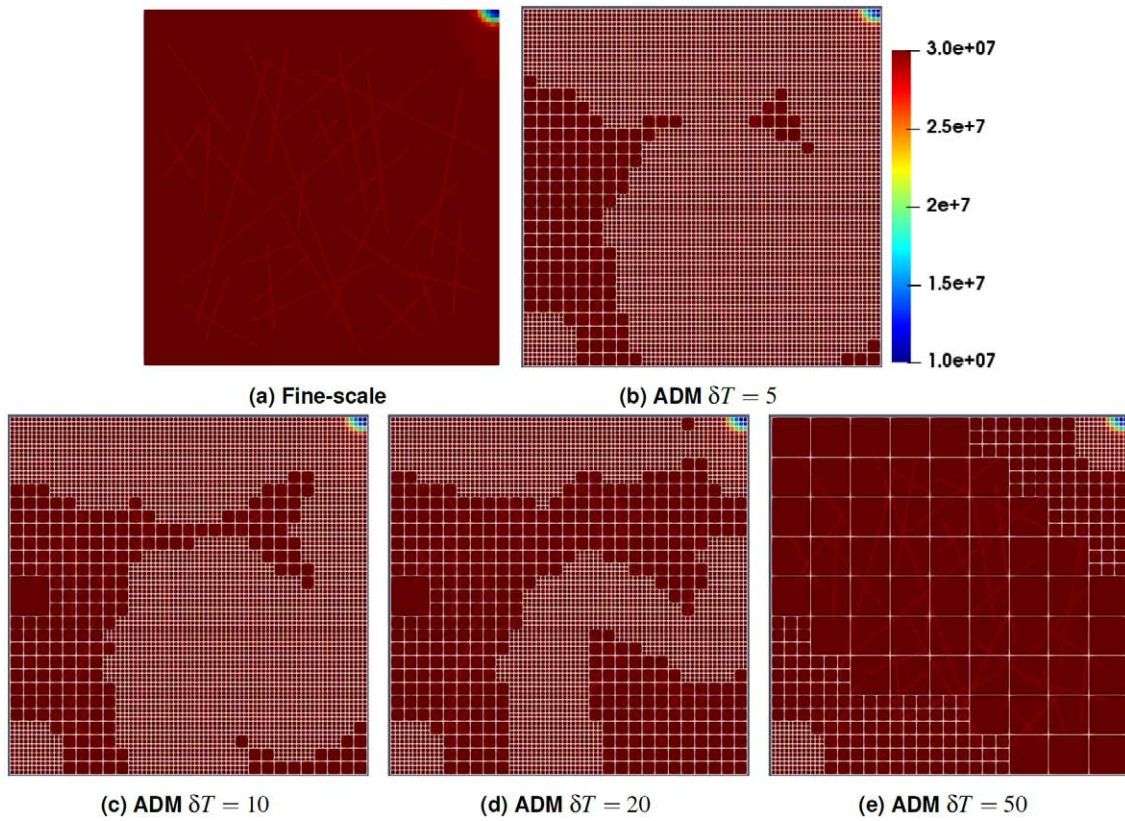 3.0e+07
2.5e+7
2e+7
1.5e+7
1.0e+07
(a) Fine-scale
(b) ADM δT = 5
(c) ADM δT = 10
(d) ADM δT = 20
(e) ADM δT = 50